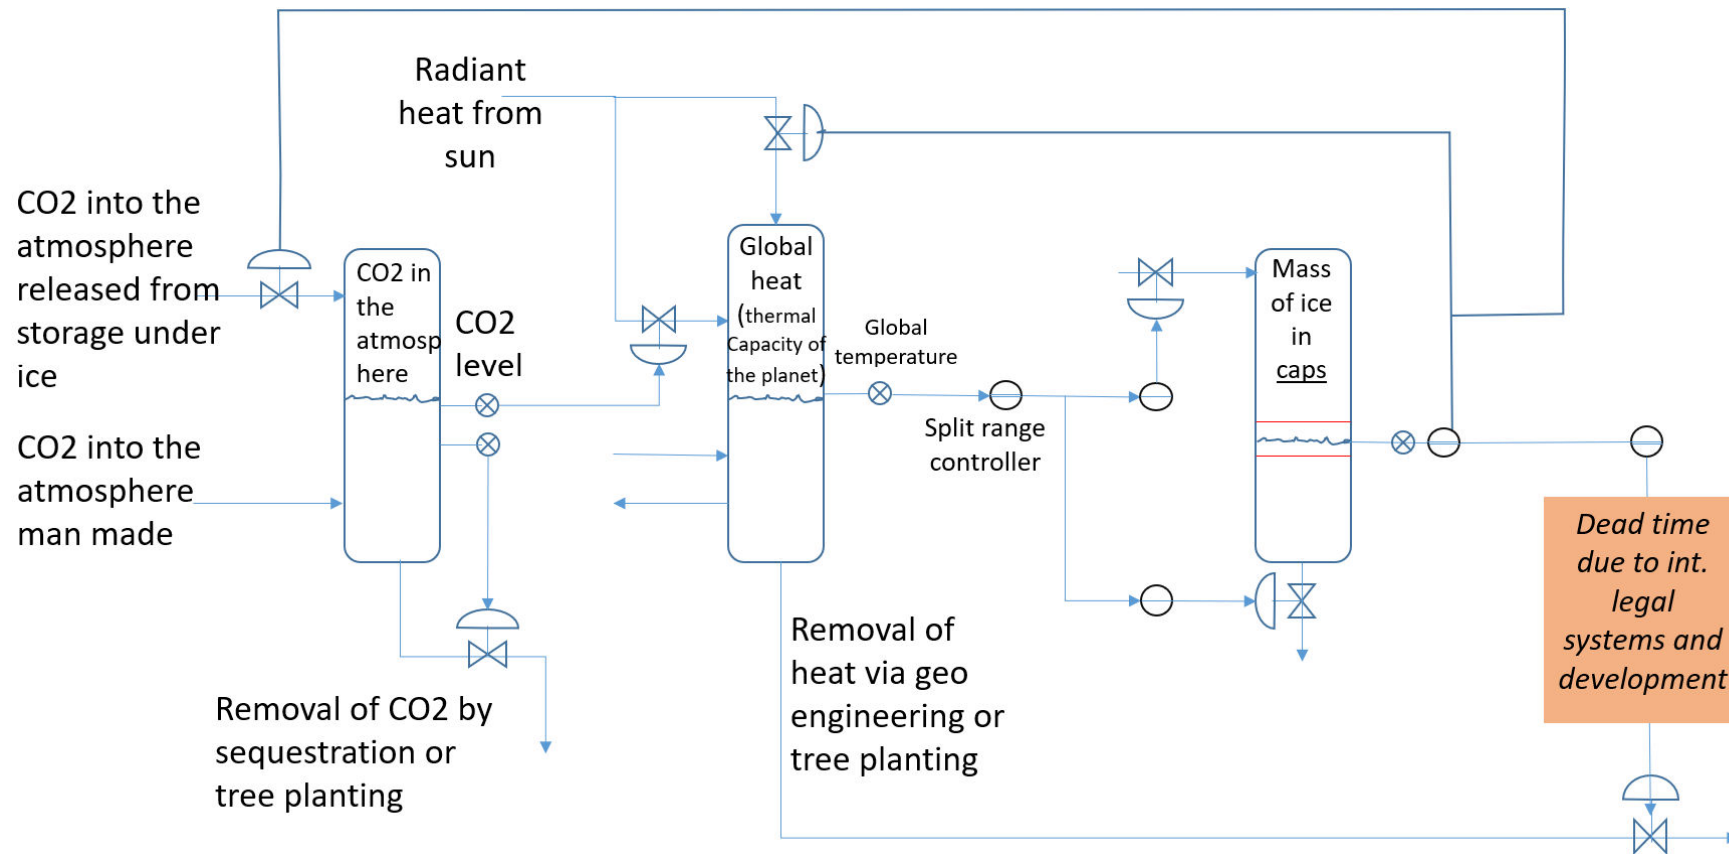 Radiant
heat from
sun
CO2 into the
atmosphere
released from
storage under
ice
CO2 in
the
atmosp
here
CO2
level
Global
heat
(thermal
Capacity of
the planet)
Global
temperature
Split range
controller
Mass
of ice
in
caps
CO2 into the
atmosphere
man made
Dead time
due to int.
legal
systems and
development
Removal of
heat via geo
engineering or
tree planting
Removal of CO2 by
sequestration or
tree planting